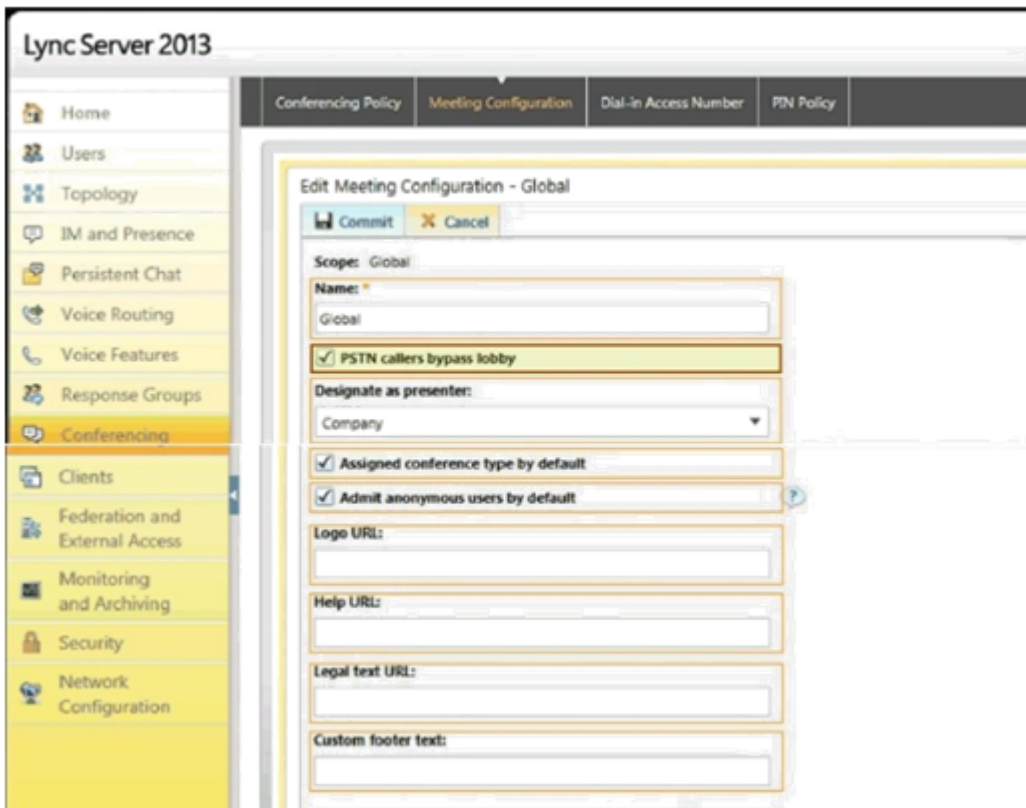 Lync Server 2013
Home
Users
Topology
IM and Presence
Persistent Chat
Voice Routing
Voice Features
Response Groups
Conferencing
Clients
Federation and
External Access
Monitoring
and Archiving
Security
Network
Configuration
Conferencing Policy Meeting Configuration Dial-in Access Number PIN Policy
Edit Meeting Configuration - Global
Commit Cancel
Scope: Global
Name: *
Global
PSTN callers bypass lobby
Designate as presenter:
Company
Assigned conference type by default
Admit anonymous users by default ?
Logo URL:
Help URL:
Legal text URL:
Custom footer text: